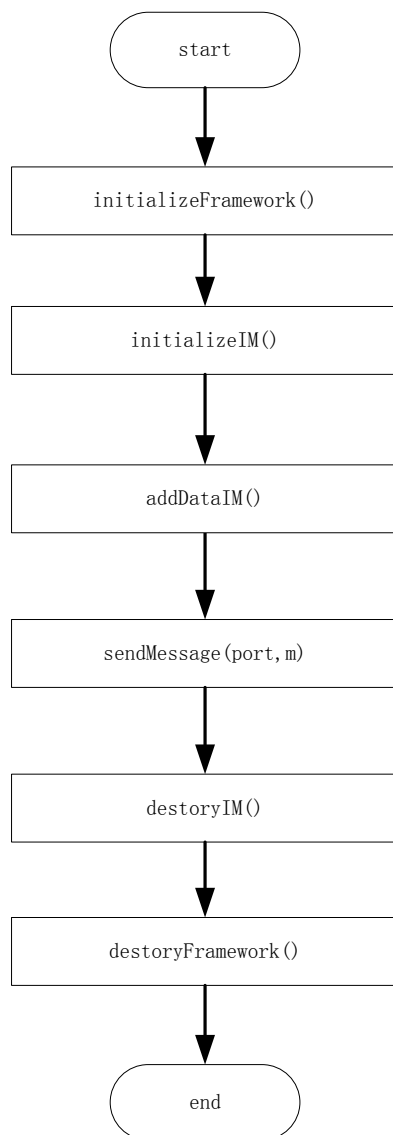 start
initializeFramework()
initializeIM()
addDataIM()
sendMessage(port,m)
destoryIM()
destoryFramework()
end